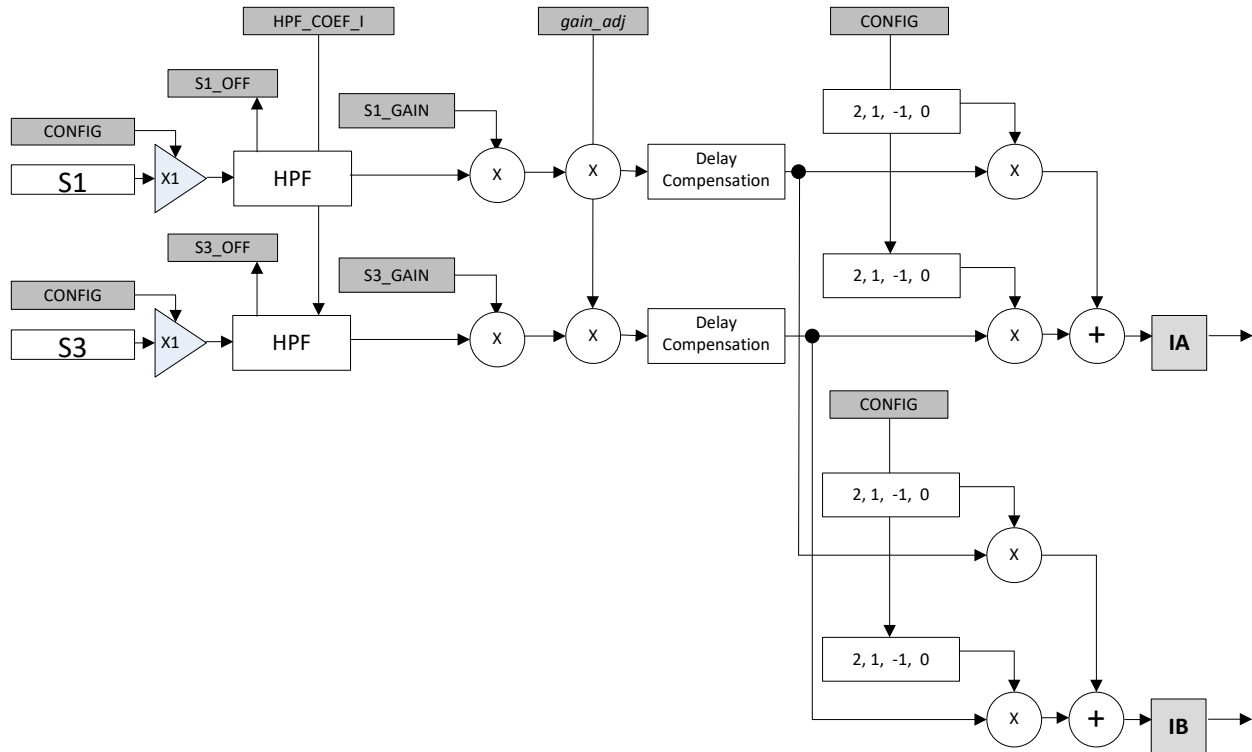 HPF_COEF_I
gain_adj
CONFIG
S1_OFF
S1_GAIN
2, 1, -1, 0
CONFIG
S1
X1
HPF
X
X
Delay
Compensation
X
S3_OFF
S3_GAIN
2, 1, -1, 0
CONFIG
S3
X1
HPF
X
X
Delay
Compensation
X
+
IA
CONFIG
2, 1, -1, 0
X
2, 1, -1, 0
X
+
IB